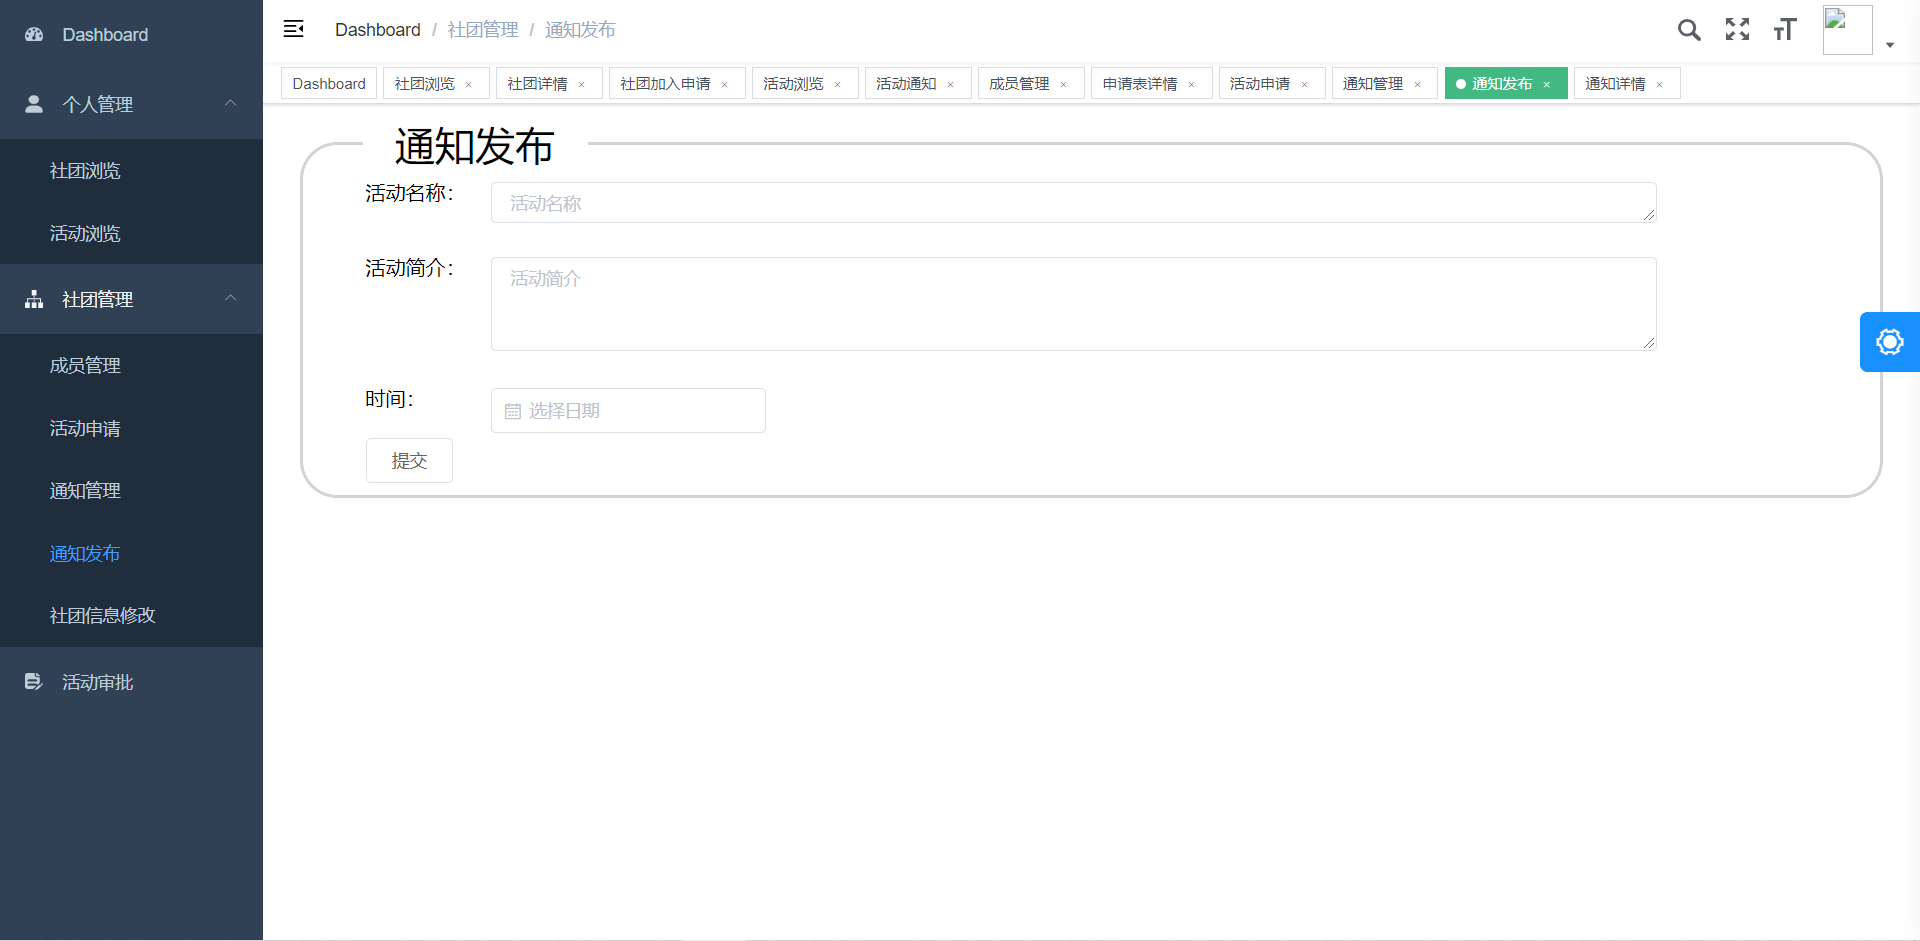 Dashboard
个人管理
社团浏览
活动浏览
社团管理
成员管理
活动申请
通知管理
通知发布
社团信息修改
活动审批
Dashboard / 社团管理 / 通知发布
Dashboard 社团浏览 × 社团详情 × 社团加入申请 × 活动浏览 × 活动通知 × 成员管理 × 申请表详情 × 活动申请 × 通知管理 × 通知发布 × 通知详情 ×
通知发布
活动名称： 活动名称
活动简介： 活动简介
时间： 选择日期
提交